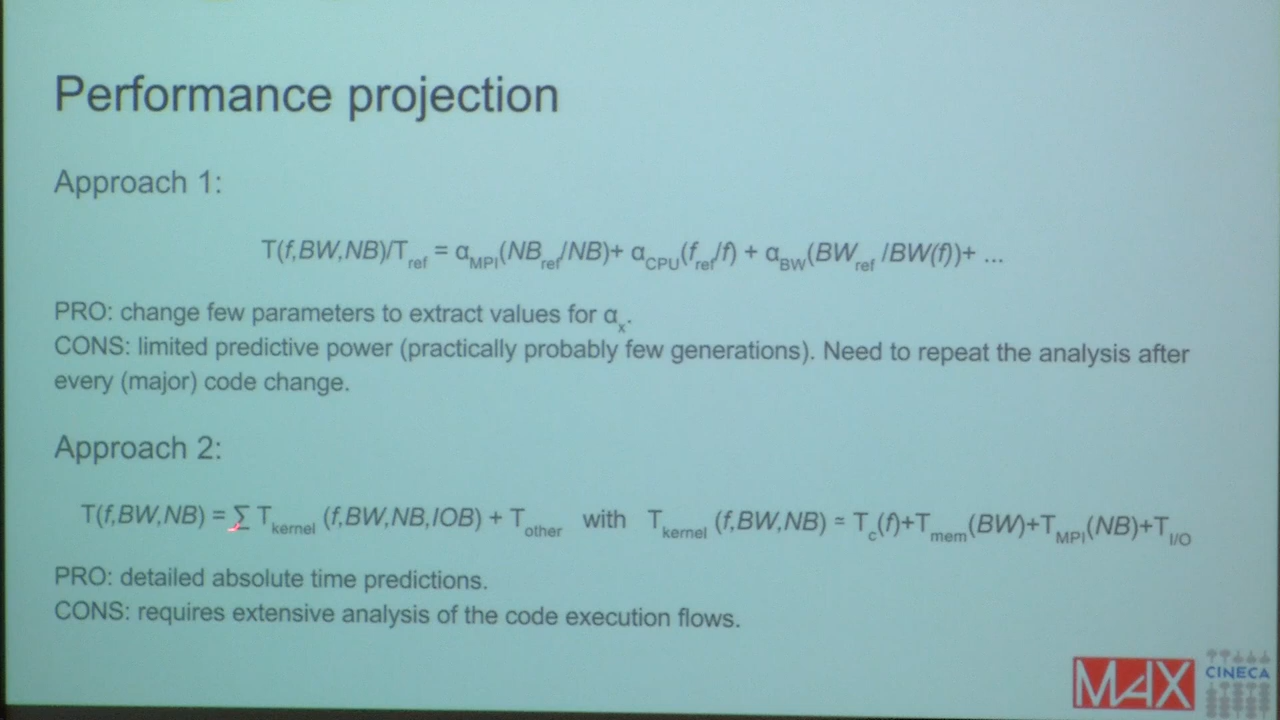 Performance projection
Approach 1:
T(f,BW,NB)/T_ref = α_MPI(NB_ref/NB)+ α_CPU(f_ref/f) + α_BW(BW_ref /BW(f))+ ...
PRO: change few parameters to extract values for α_x.
CONS: limited predictive power (practically probably few generations). Need to repeat the analysis after
every (major) code change.
Approach 2:
T(f,BW,NB) = ∑ T_kernel (f,BW,NB,IOB) + T_other with T_kernel (f,BW,NB) = T_c(f)+T_mem(BW)+T_MPI(NB)+T_I/O
PRO: detailed absolute time predictions.
CONS: requires extensive analysis of the code execution flows.
MAX
CINECA